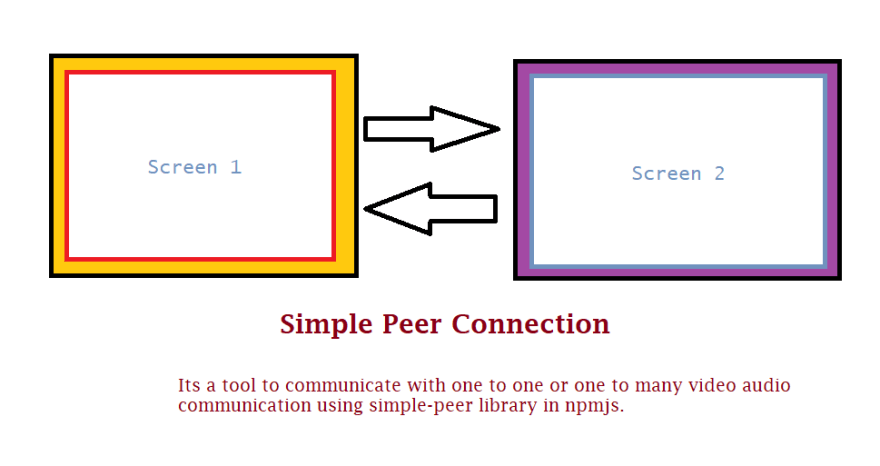 Screen 1
Screen 2
Simple Peer Connection
Its a tool to communicate with one to one or one to many video audio
communication using simple-peer library in npmjs.